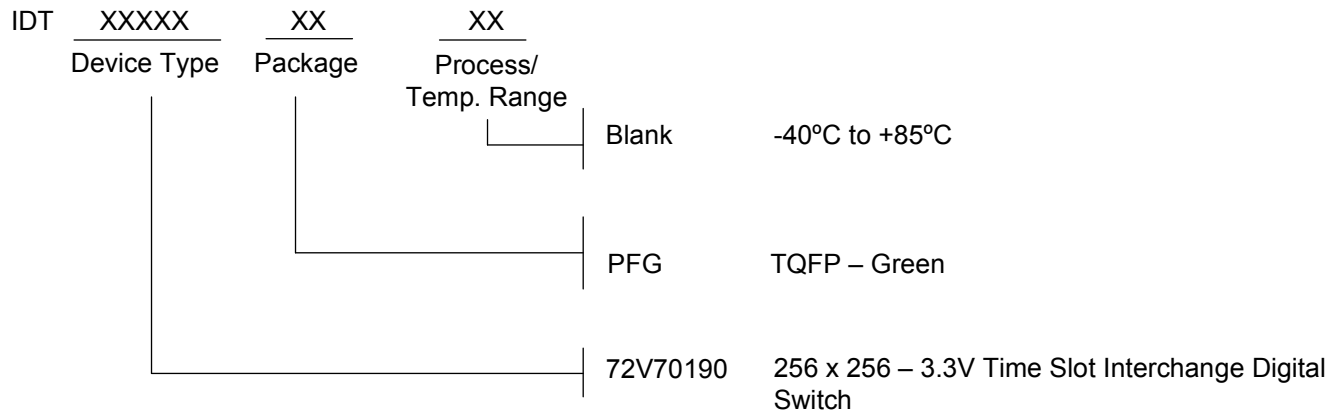 IDT XXXXX XX XX
Device Type Package Process/
Temp. Range
Blank -40ºC to +85ºC
PFG TQFP – Green
72V70190 256 x 256 – 3.3V Time Slot Interchange Digital
Switch